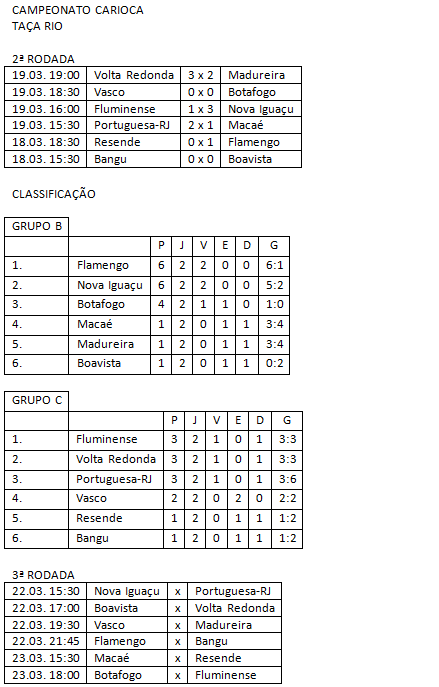 CAMPEONATO CARIOCA
TAÇA RIO
2ª RODADA
19.03. 19:00 Volta Redonda 3 x 2 Madureira
19.03. 18:30 Vasco 0 x 0 Botafogo
19.03. 16:00 Fluminense 1 x 3 Nova Iguaçu
19.03. 15:30 Portuguesa-RJ 2 x 1 Macaé
18.03. 18:30 Resende 0 x 1 Flamengo
18.03. 15:30 Bangu 0 x 0 Boavista
CLASSIFICAÇÃO
GRUPO B
P J V E D G
1. Flamengo 6 2 2 0 0 6:1
2. Nova Iguaçu 6 2 2 0 0 5:2
3. Botafogo 4 2 1 1 0 1:0
4. Macaé 1 2 0 1 1 3:4
5. Madureira 1 2 0 1 1 3:4
6. Boavista 1 2 0 1 1 0:2
GRUPO C
P J V E D G
1. Fluminense 3 2 1 0 1 3:3
2. Volta Redonda 3 2 1 0 1 3:3
3. Portuguesa-RJ 3 2 1 0 1 3:6
4. Vasco 2 2 0 2 0 2:2
5. Resende 1 2 0 1 1 1:2
6. Bangu 1 2 0 1 1 1:2
3ª RODADA
22.03. 15:30 Nova Iguaçu x Portuguesa-RJ
22.03. 17:00 Boavista x Volta Redonda
22.03. 19:30 Vasco x Madureira
22.03. 21:45 Flamengo x Bangu
23.03. 15:30 Macaé x Resende
23.03. 18:00 Botafogo x Fluminense